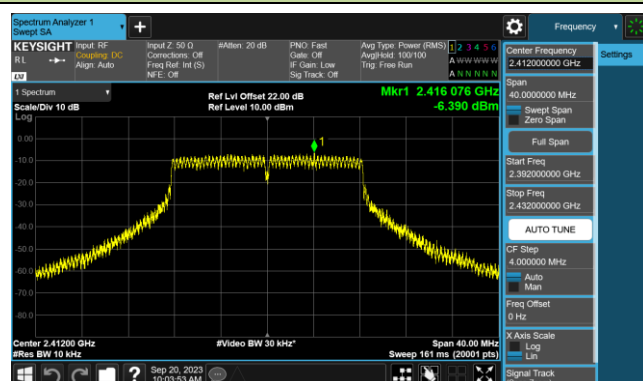 Spectrum Analyzer 1
Swept SA
Frequency
KEYSIGHT
RL
LXI
Input: RF
Coupling: DC
Align: Auto
Input Z: 50 Ω
Corrections: Off
Freq Ref: Int (S)
NFE: Off
#Atten: 20 dB
PNO: Fast
Gate: Off
IF Gain: Low
Sig Track: Off
Avg Type: Power (RMS)
Avg|Hold: 100/100
Trig: Free Run
1 2 3 4 5 6
A W W W W W
A N N N N N
1 Spectrum
Scale/Div 10 dB
Log
Ref Lvl Offset 22.00 dB
Ref Level 10.00 dBm
Mkr1 2.416 076 GHz
-6.390 dBm
1
0.00
-10.0
-20.0
-30.0
-40.0
-50.0
-60.0
-70.0
-80.0
Center 2.41200 GHz
#Res BW 10 kHz
#Video BW 30 kHz*
Span 40.00 MHz
Sweep 161 ms (20001 pts)
Sep 20, 2023
10:03:53 AM
Center Frequency
2.412000000 GHz
Span
40.0000000 MHz
Swept Span
Zero Span
Full Span
Start Freq
2.392000000 GHz
Stop Freq
2.432000000 GHz
AUTO TUNE
CF Step
4.000000 MHz
Auto
Man
Freq Offset
0 Hz
X Axis Scale
Log
Lin
Signal Track
Settings